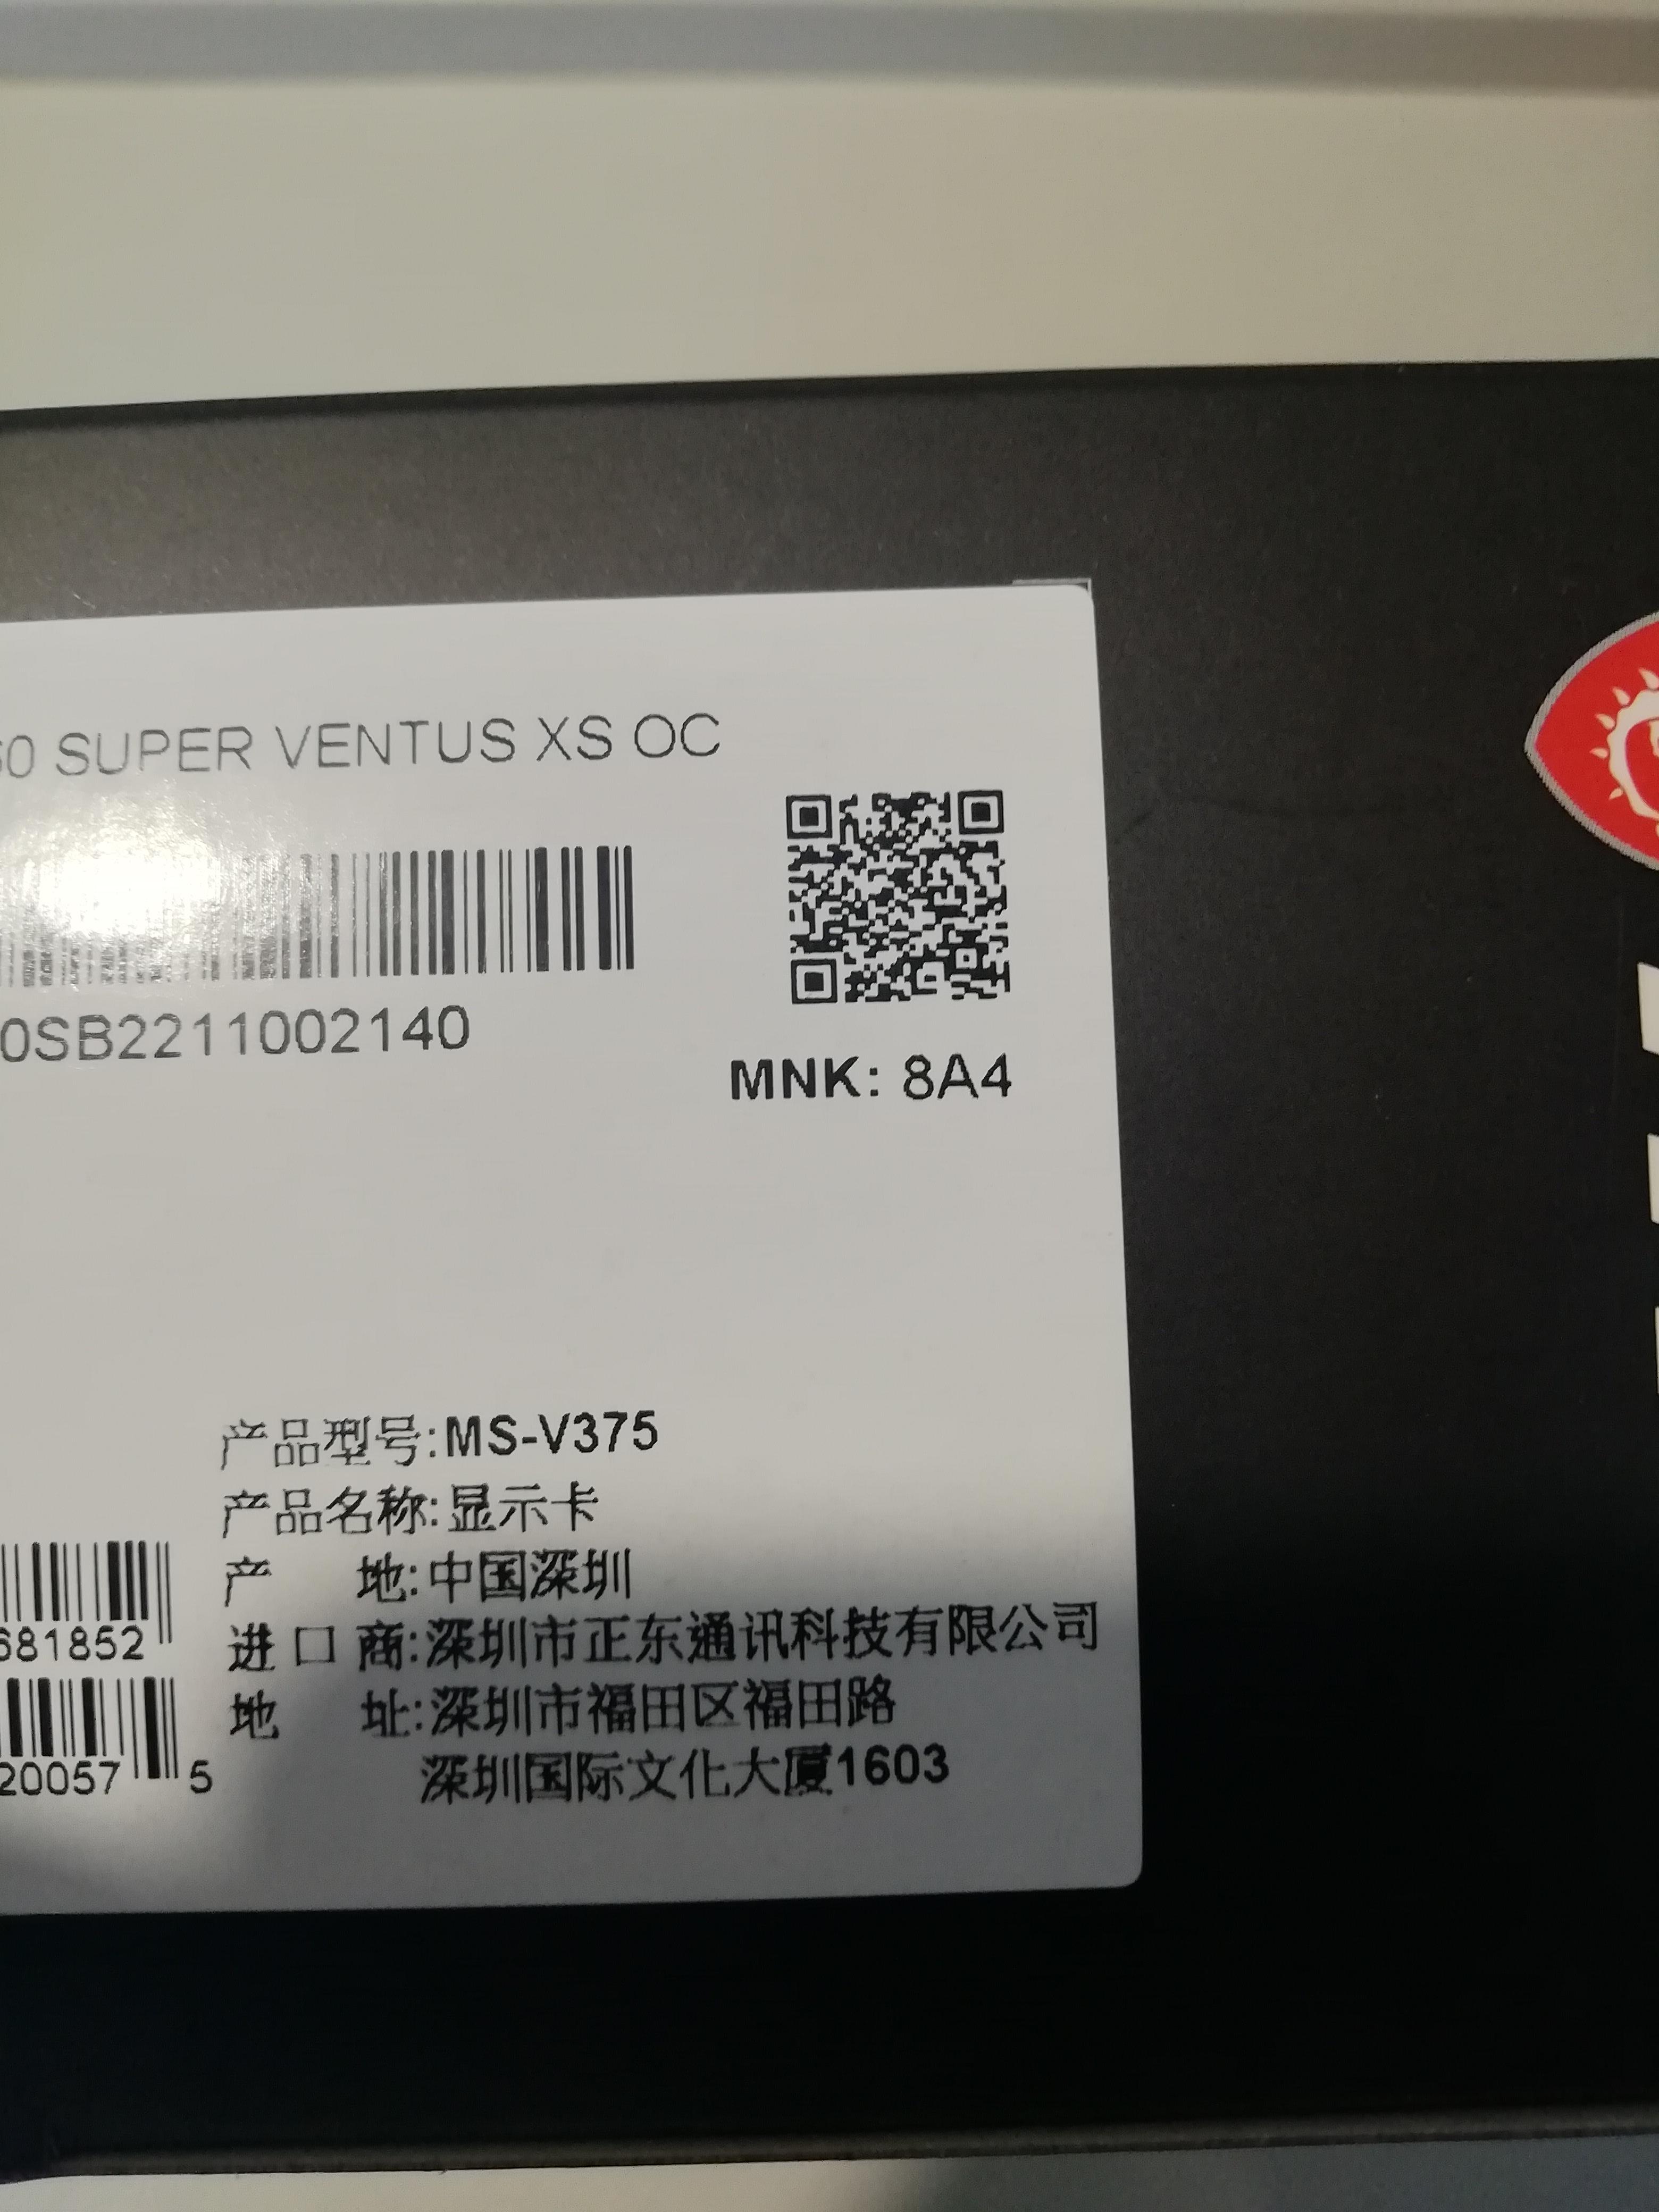 60 SUPER VENTUS XS OC
0SB2211002140
MNK: 8A4
产品型号:MS-V375
产品名称:显示卡
产 地:中国深圳
进 口 商:深圳市正东通讯科技有限公司
地 址:深圳市福田区福田路
深圳国际文化大厦1603
681852
20057 5